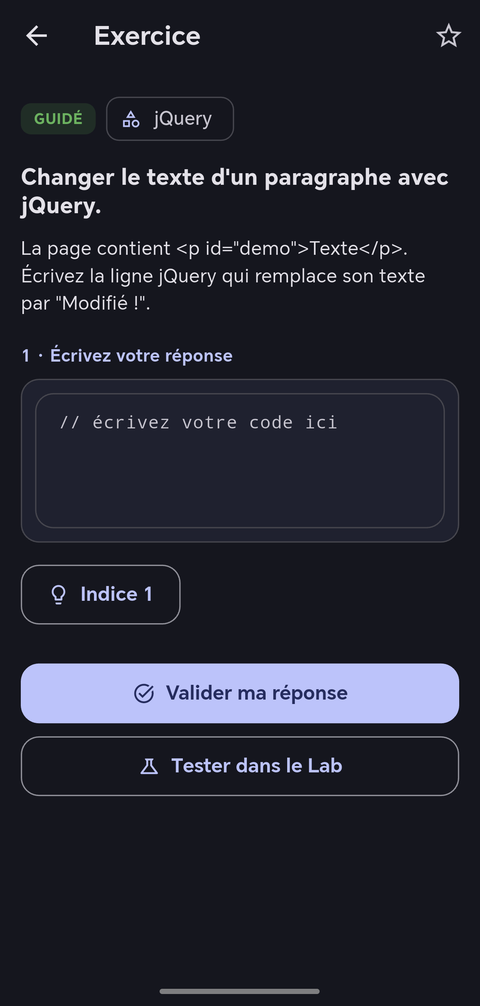 Exercice
GUIDÉ
jQuery
Changer le texte d'un paragraphe avec
jQuery.
La page contient <p id="demo">Texte</p>.
Écrivez la ligne jQuery qui remplace son texte
par "Modifié !".
1 · Écrivez votre réponse
// écrivez votre code ici
Indice 1
Valider ma réponse
Tester dans le Lab